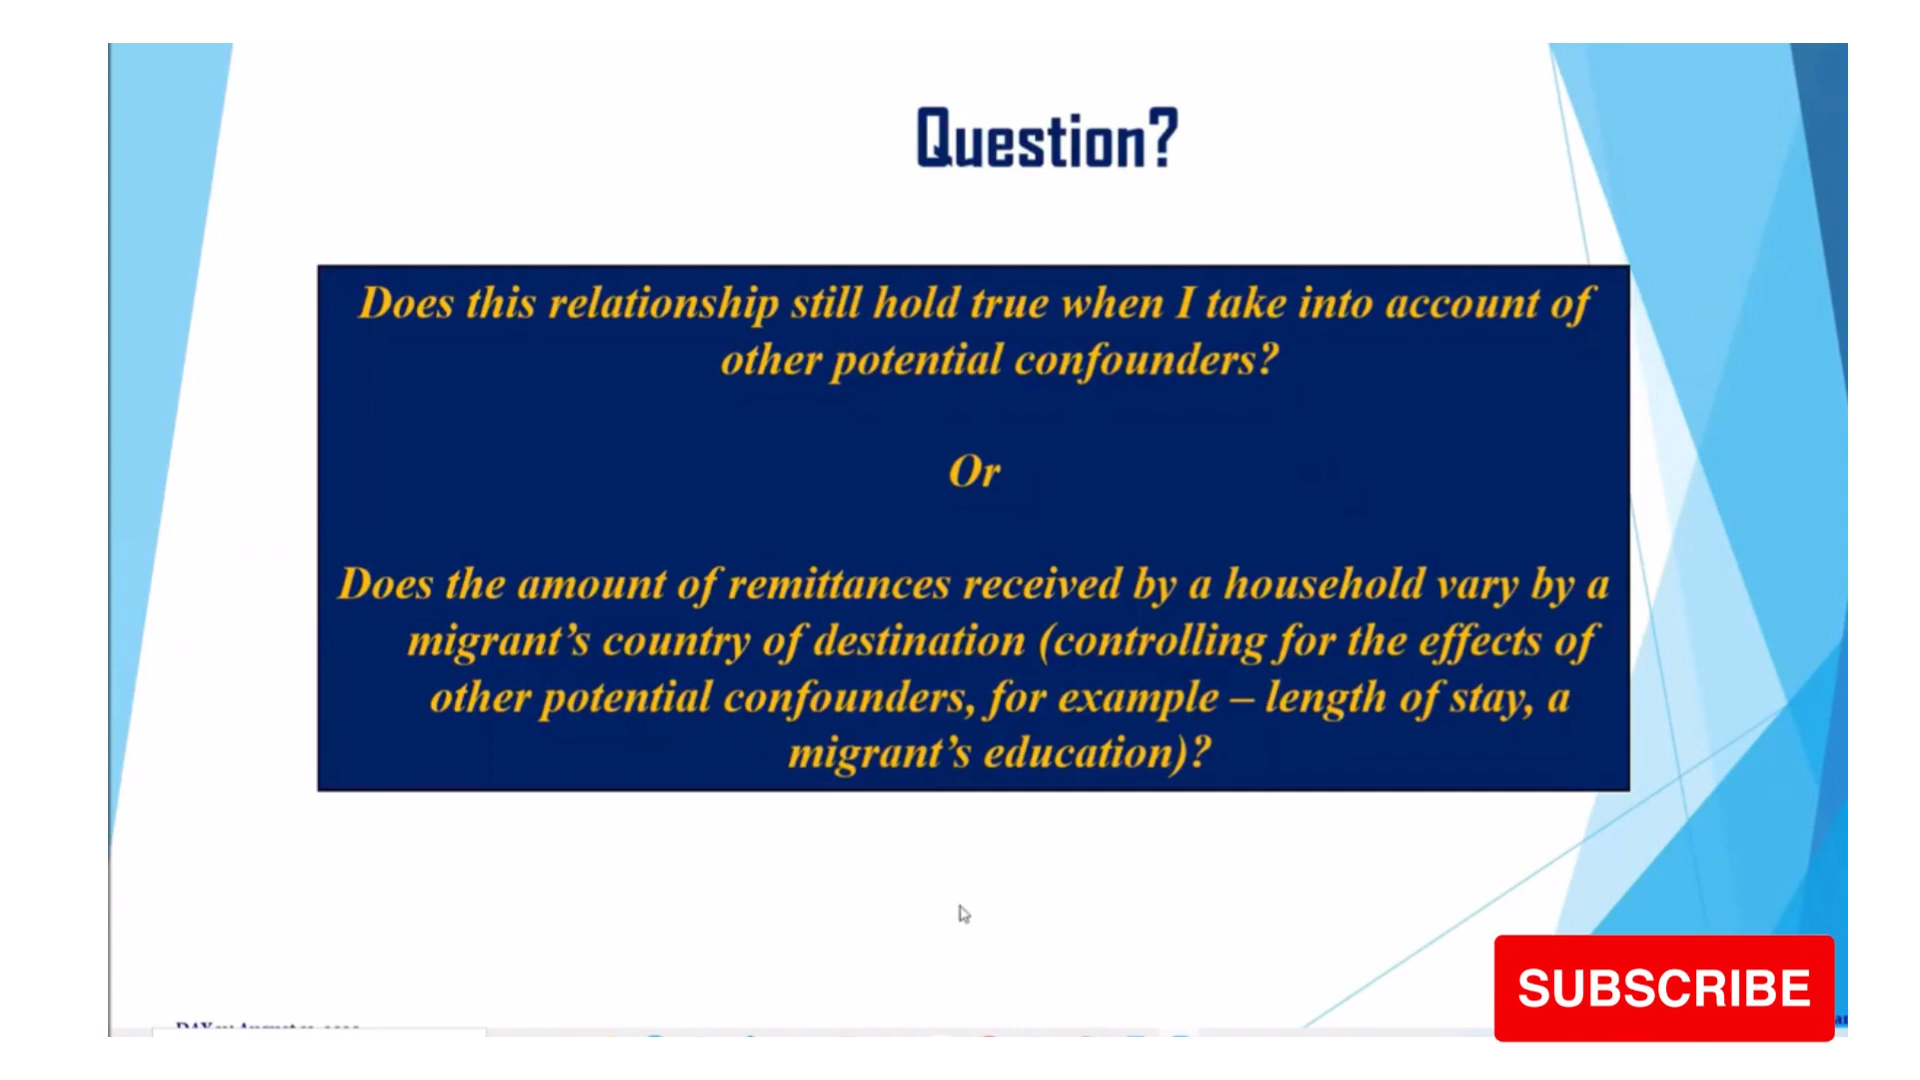 Question?
Does this relationship still hold true when I take into account of
other potential confounders?
Or
Does the amount of remittances received by a household vary by a
migrant’s country of destination (controlling for the effects of
other potential confounders, for example – length of stay, a
migrant’s education)?
SUBSCRIBE